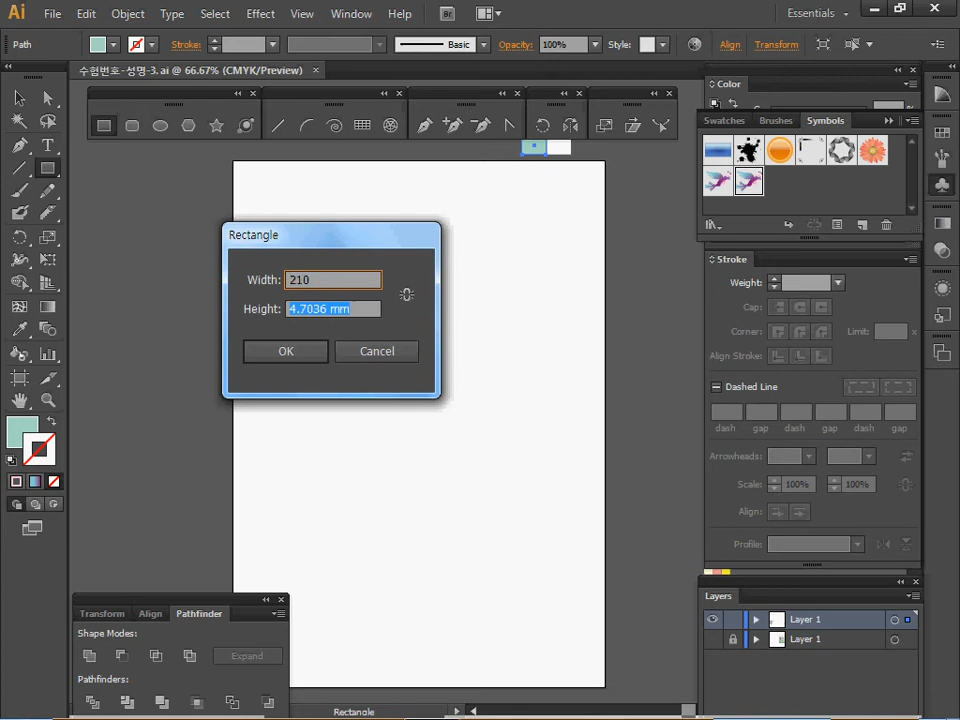 Ai File Edit Object Type Select Effect View Window Help Br Essentials
Path Stroke: Basic Opacity: 100% Style: Align Transform
수험번호-성명-3.ai @ 66.67% (CMYK/Preview) ×
Color
Swatches Brushes Symbols
Rectangle
Width: 210
Height: 4.7036 mm
OK Cancel
Stroke
Weight:
Cap:
Corner: Limit: x
Align Stroke:
Dashed Line
dash gap dash gap dash gap
Arrowheads:
Scale: 100% 100%
Align:
Profile:
Layers
Layer 1
Layer 1
Transform Align Pathfinder
Shape Modes:
Expand
Pathfinders:
Rectangle